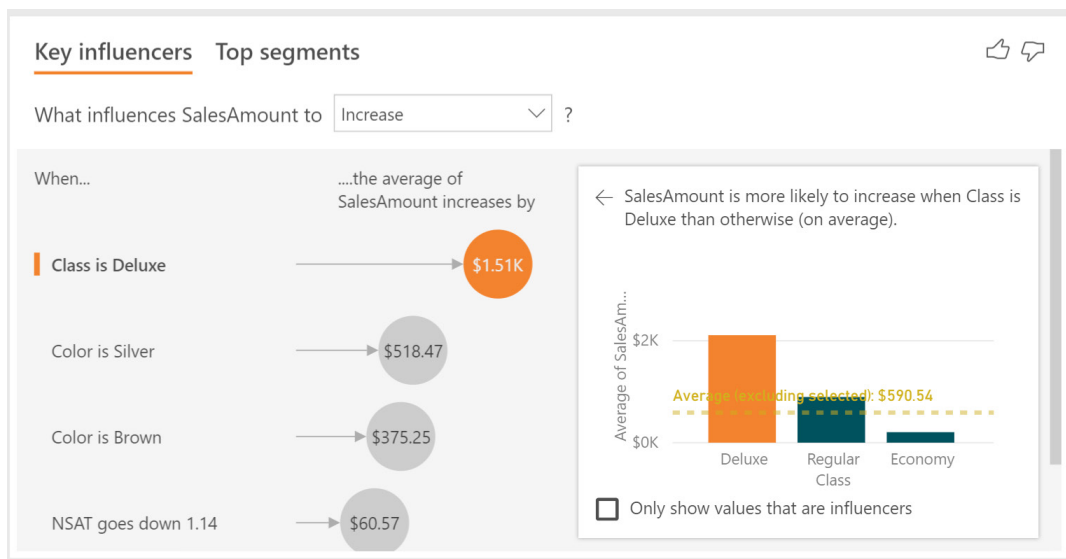 Key influencers Top segments
What influences SalesAmount to Increase ?
When...
....the average of
SalesAmount increases by
Class is Deluxe $1.51K
Color is Silver $518.47
Color is Brown $375.25
NSAT goes down 1.14 $60.57
← SalesAmount is more likely to increase when Class is
Deluxe than otherwise (on average).
Average of SalesAm...
$2K
Average (excluding selected): $590.54
$0K
Deluxe Regular Economy
Class
Only show values that are influencers